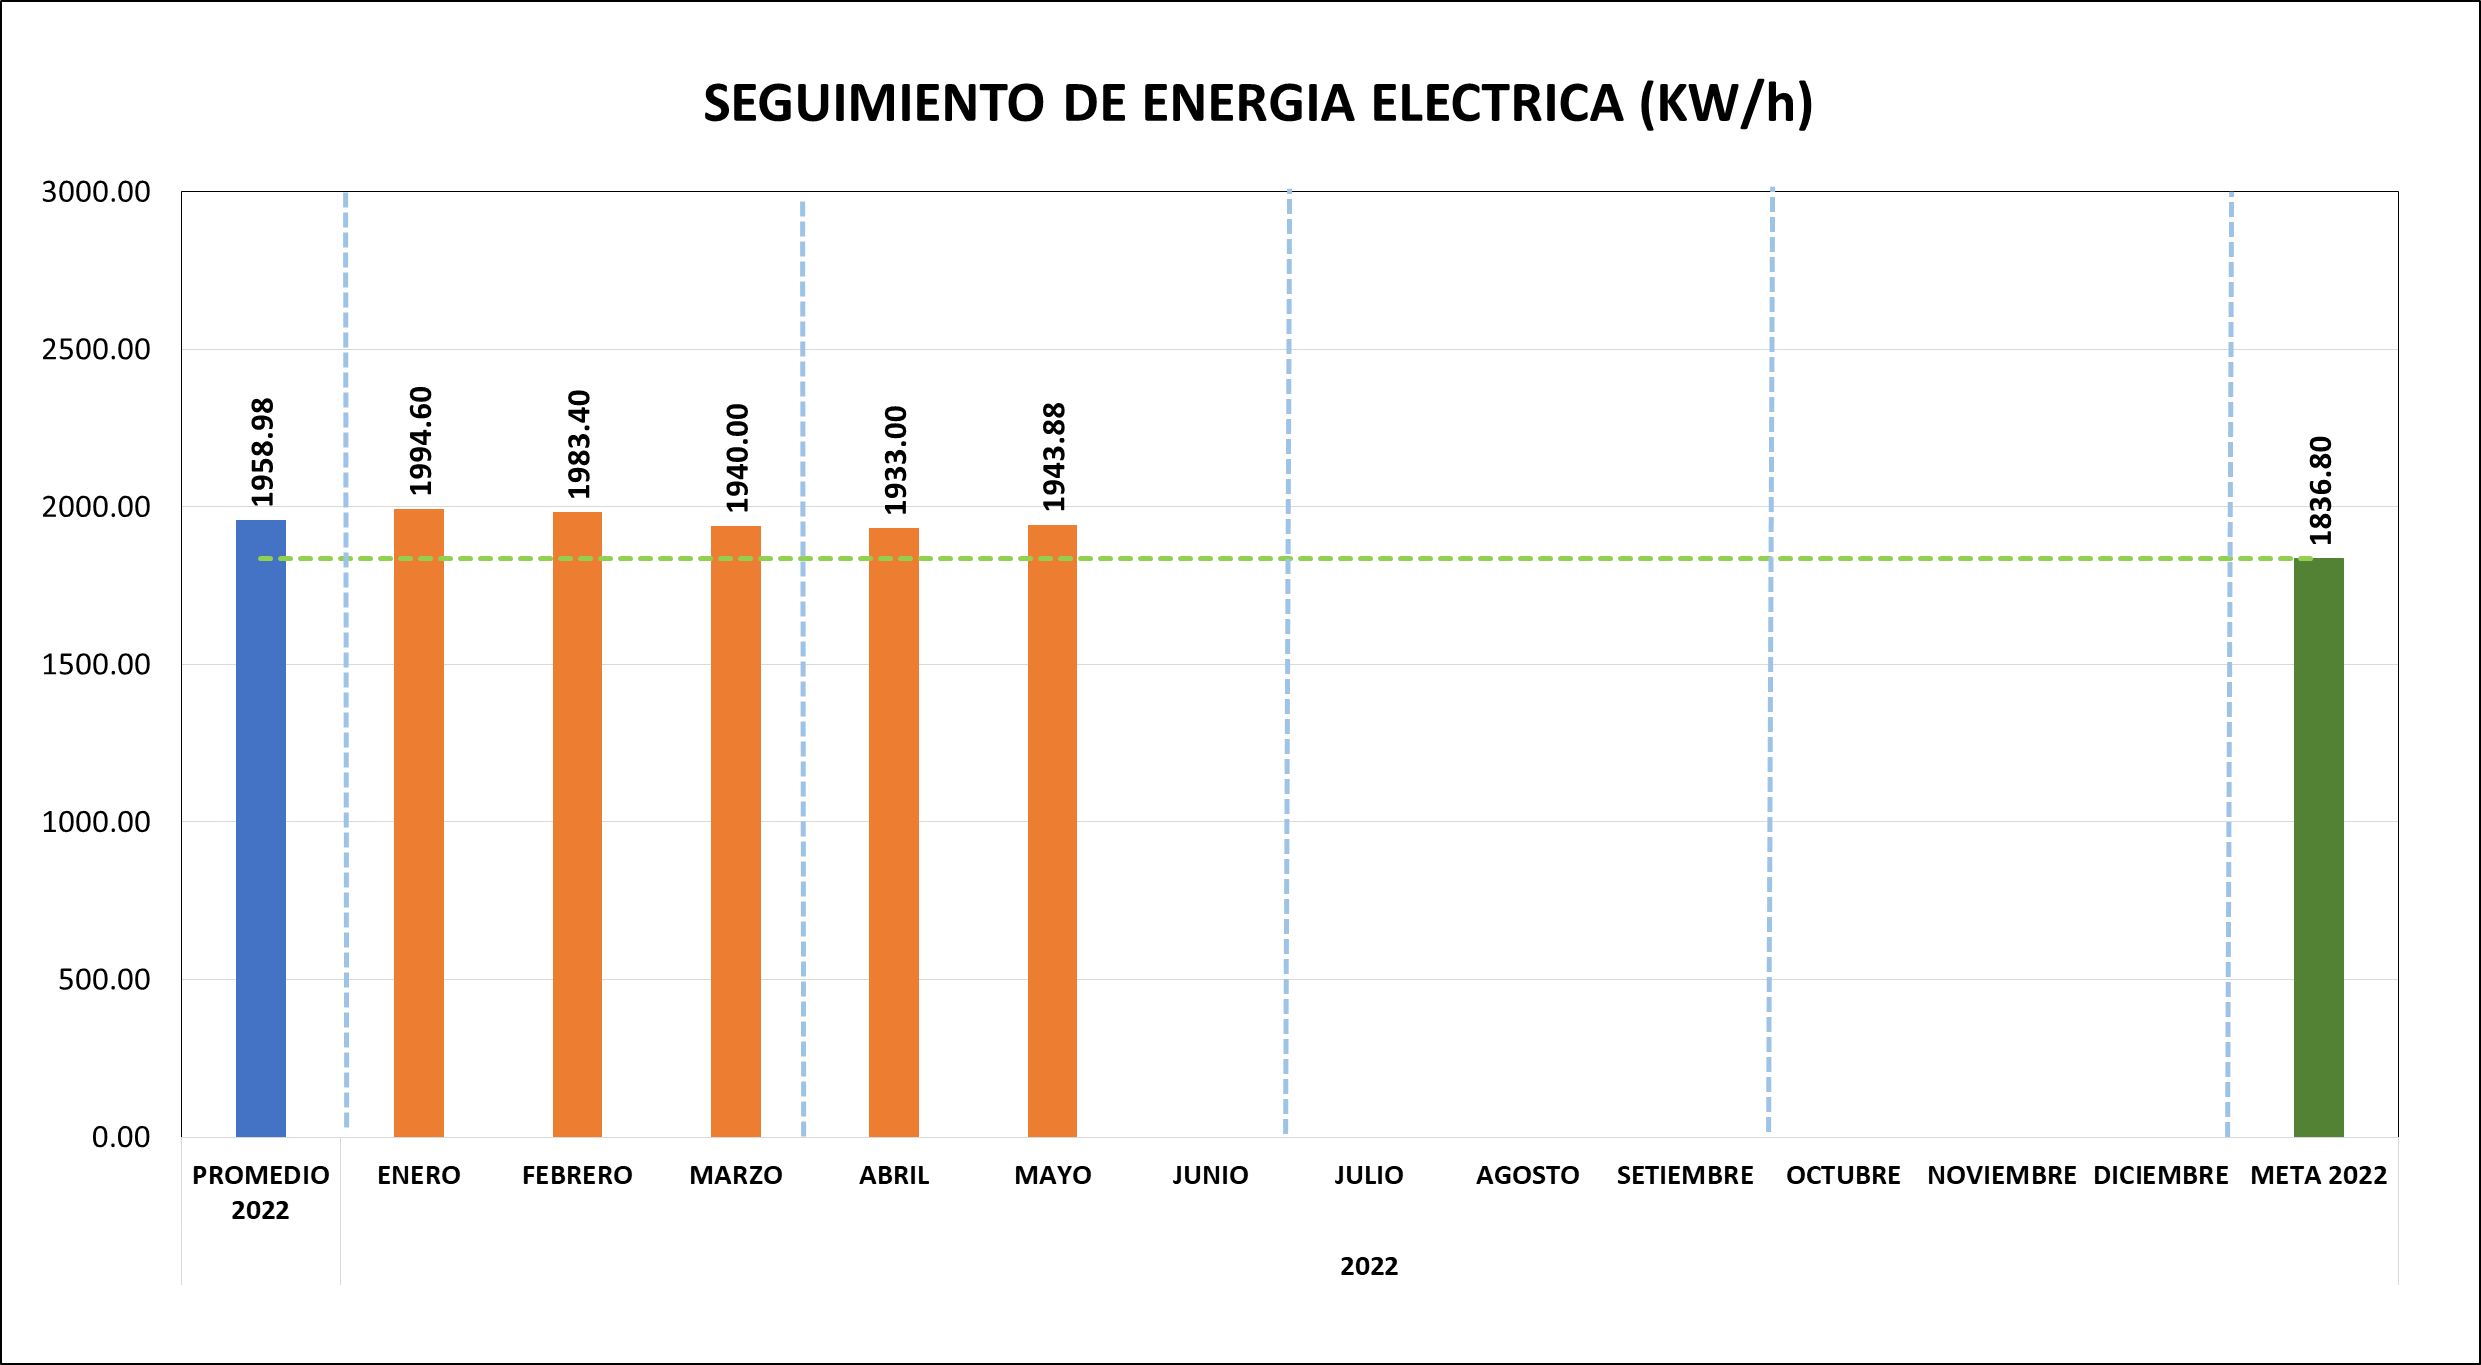 SEGUIMIENTO DE ENERGIA ELECTRICA (KW/h)
3000.00
2500.00
2000.00
1500.00
1000.00
500.00
0.00
1958.98
1994.60
1983.40
1940.00
1933.00
1943.88
1836.80
PROMEDIO
2022
ENERO
FEBRERO
MARZO
ABRIL
MAYO
JUNIO
JULIO
AGOSTO
SETIEMBRE
OCTUBRE
NOVIEMBRE
DICIEMBRE
META 2022
2022